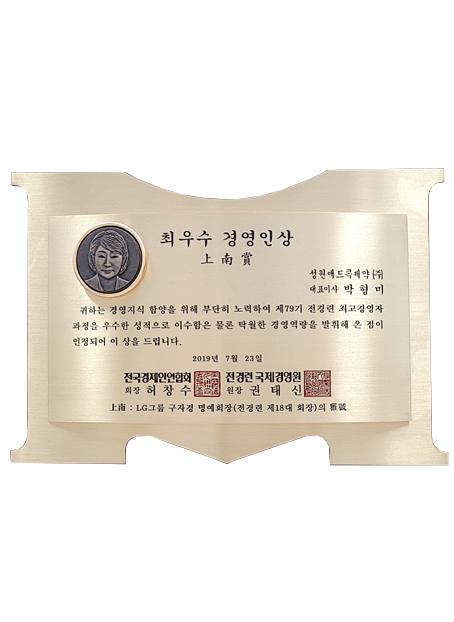 최우수 경영인상
上南賞
성원애드콕제약(주)
대표이사 박형미
귀하는 경영지식 함양을 위해 부단히 노력하여 제79기 전경련 최고경영자
과정을 우수한 성적으로 이수함은 물론 탁월한 경영역량을 발휘해 온 점이
인정되어 이 상을 드립니다.
2019년 7월 23일
전국경제인연합회 전경련 국제경영원
회장 허창수 원장 권태신
上南 : LG그룹 구자경 명예회장(전경련 제18대 회장)의 雅號